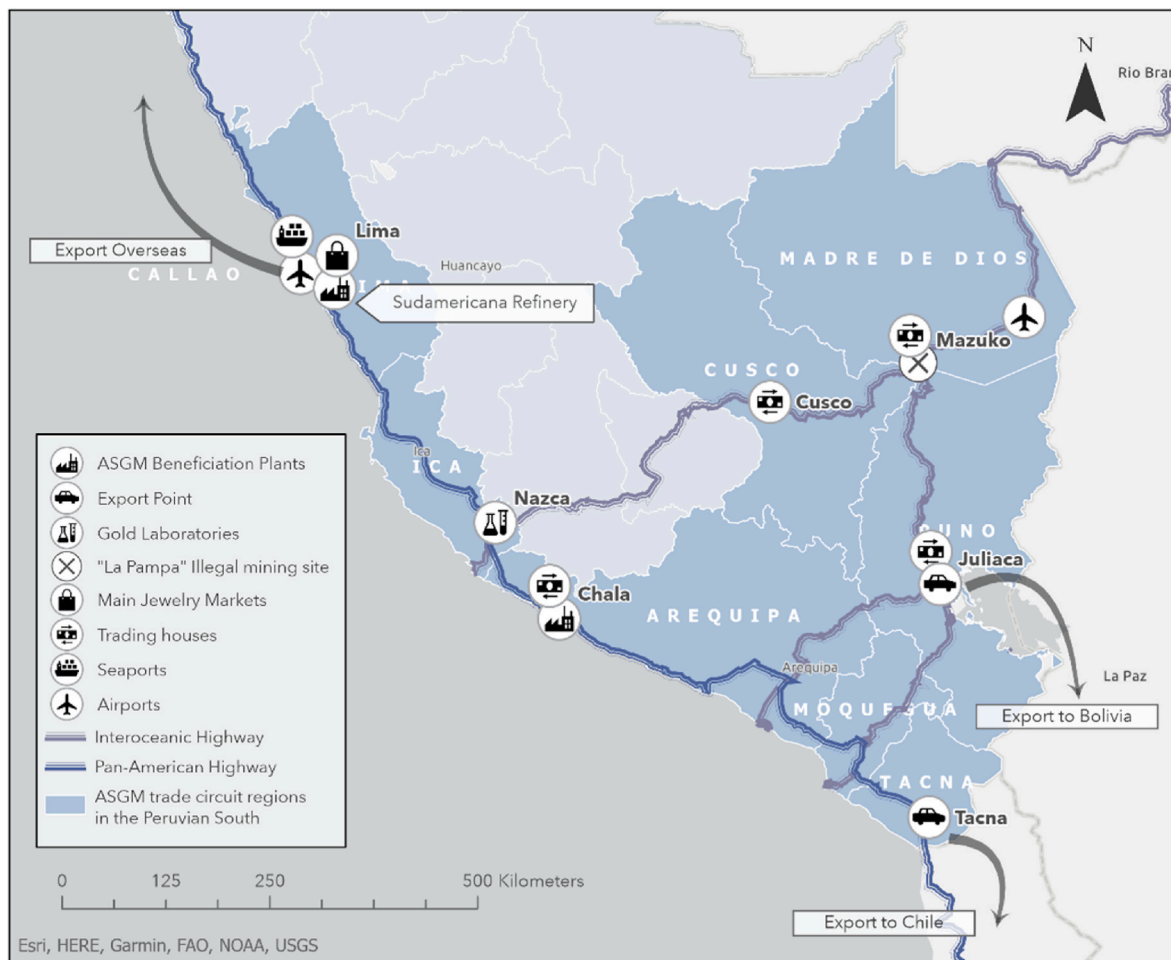 N
Rio Bran
MADRE DE DIOS
Lima
Export Overseas
CALLAO
Huancayo
Sudamericana Refinery
Mazuko
CUSCO
Cusco
Ica
ICA
Nazca
PUNO
Juliaca
Chala
AREQUIPA
Arequipa
La Paz
MOQUEGUA
Export to Bolivia
TACNA
Tacna
Export to Chile
ASGM Beneficiation Plants
Export Point
Gold Laboratories
"La Pampa" Illegal mining site
Main Jewelry Markets
Trading houses
Seaports
Airports
Interoceanic Highway
Pan-American Highway
ASGM trade circuit regions
in the Peruvian South
0 125 250 500 Kilometers
Esri, HERE, Garmin, FAO, NOAA, USGS